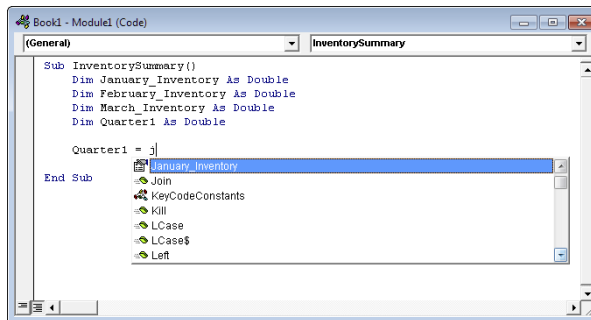 Book1 - Module1 (Code)
(General) InventorySummary
Sub InventorySummary()
Dim January_Inventory As Double
Dim February_Inventory As Double
Dim March_Inventory As Double
Dim Quarter1 As Double
Quarter1 = j
January_Inventory
End Sub Join
KeyCodeConstants
Kill
LCase
LCase$
Left